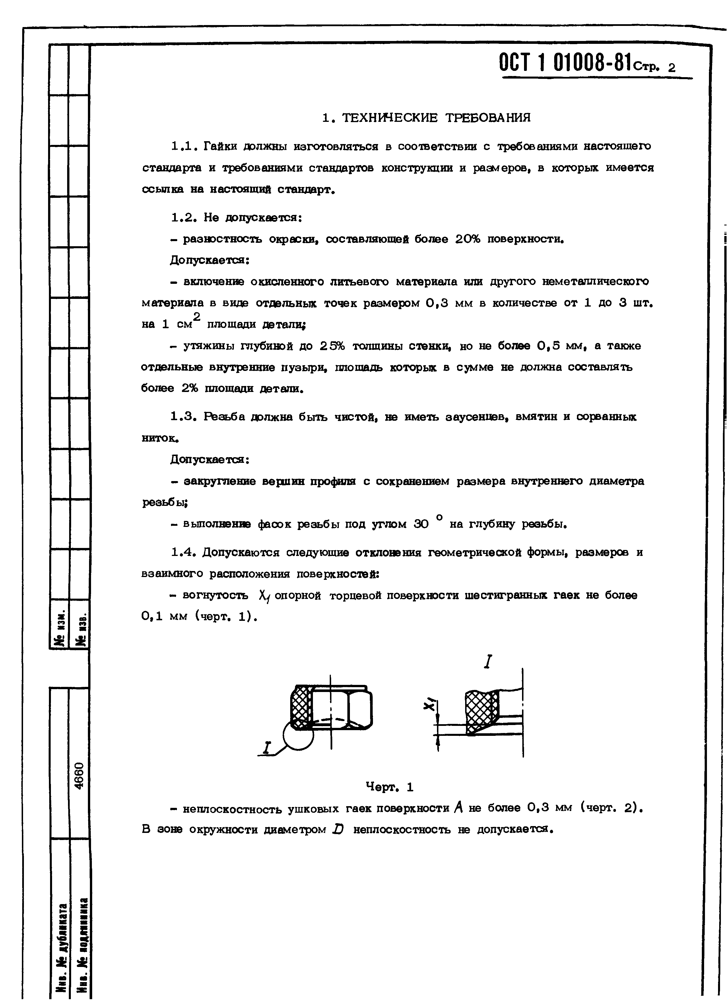 ОСТ 1 01008-81 Стр. 2
1. ТЕХНИЧЕСКИЕ ТРЕБОВАНИЯ
1.1. Гайки должны изготовляться в соответствии с требованиями настоящего
стандарта и требованиями стандартов конструкции и размеров, в которых имеется
ссылка на настоящий стандарт.
1.2. Не допускается:
– разностность окраски, составляющей более 20% поверхности.
Допускается:
– включение окисленного литьевого материала или другого неметаллического
материала в виде отдельных точек размером 0,3 мм в количестве от 1 до 3 шт.
на 1 см² площади детали;
– утяжины глубиной до 25% толщины стенки, но не более 0,5 мм, а также
отдельные внутренние пузыри, площадь которых в сумме не должна составлять
более 2% площади детали.
1.3. Резьба должна быть чистой, не иметь заусенцев, вмятин и сорванных
ниток.
Допускается:
– закругление вершин профиля с сохранением размера внутреннего диаметра
резьбы;
– выполнение фасок резьбы под углом 30 ° на глубину резьбы.
1.4. Допускаются следующие отклонения геометрической формы, размеров и
взаимного расположения поверхностей:
– вогнутость X₁ опорной торцевой поверхности шестигранных гаек не более
0,1 мм (черт. 1).
I
X₁
I
Черт. 1
– неплоскостность ушковых гаек поверхности А не более 0,3 мм (черт. 2).
В зоне окружности диаметром D неплоскостность не допускается.
№ изм.
№ изв.
4660
Инв. № дубликата
Инв. № подлинника